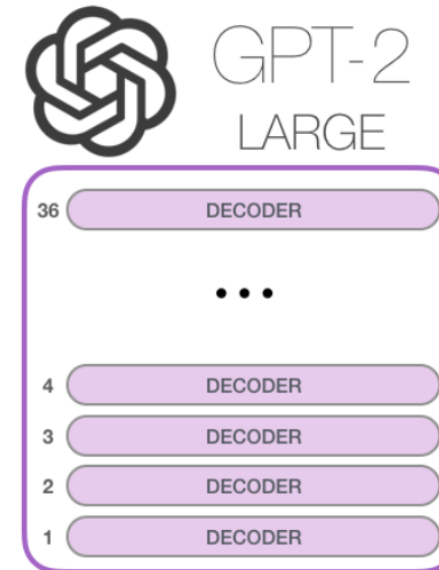 GPT-2
LARGE
36 DECODER
...
4 DECODER
3 DECODER
2 DECODER
1 DECODER